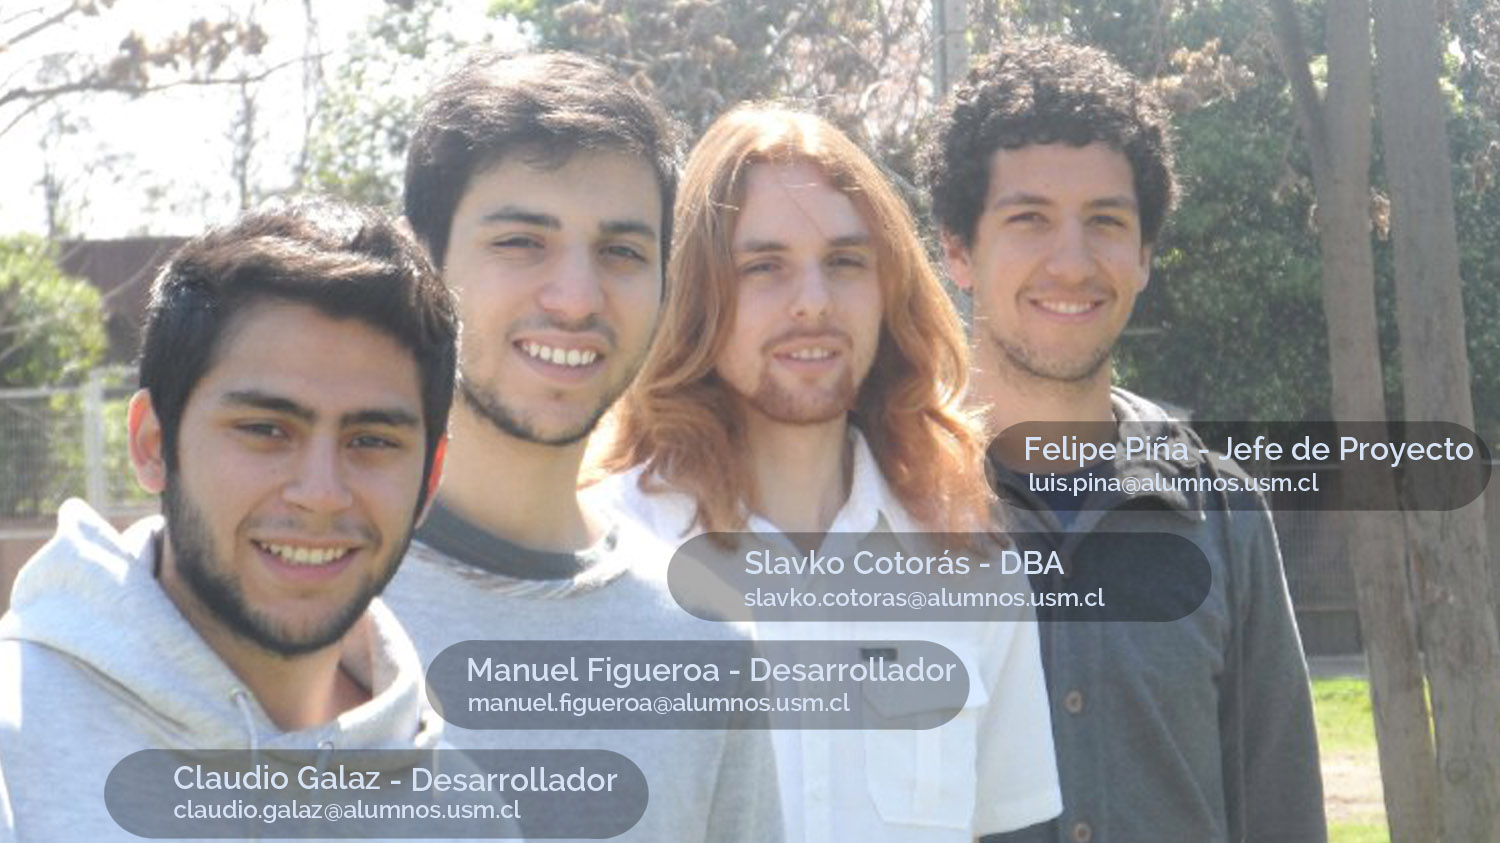 Felipe Piña - Jefe de Proyecto
luis.pina@alumnos.usm.cl
Slavko Cotorás - DBA
slavko.cotoras@alumnos.usm.cl
Manuel Figueroa - Desarrollador
manuel.figueroa@alumnos.usm.cl
Claudio Galaz - Desarrollador
claudio.galaz@alumnos.usm.cl